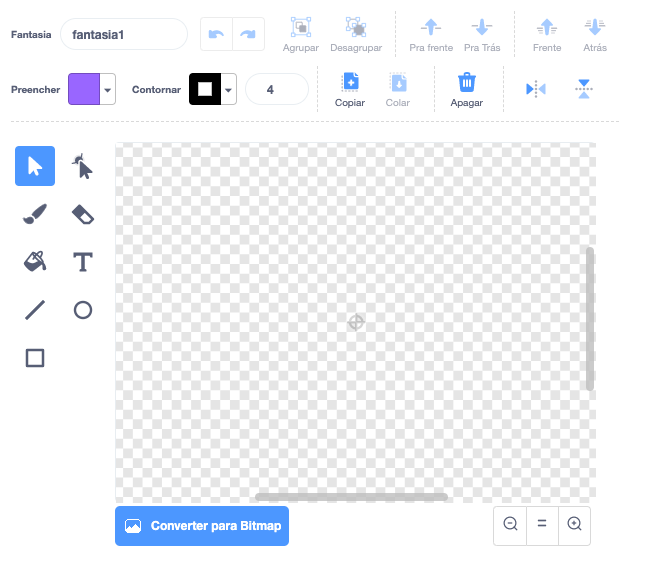 Fantasia
fantasia1
Agrupar
Desagrupar
Pra frente
Pra Trás
Frente
Atrás
Preencher
Contornar
4
Copiar
Colar
Apagar
Converter para Bitmap